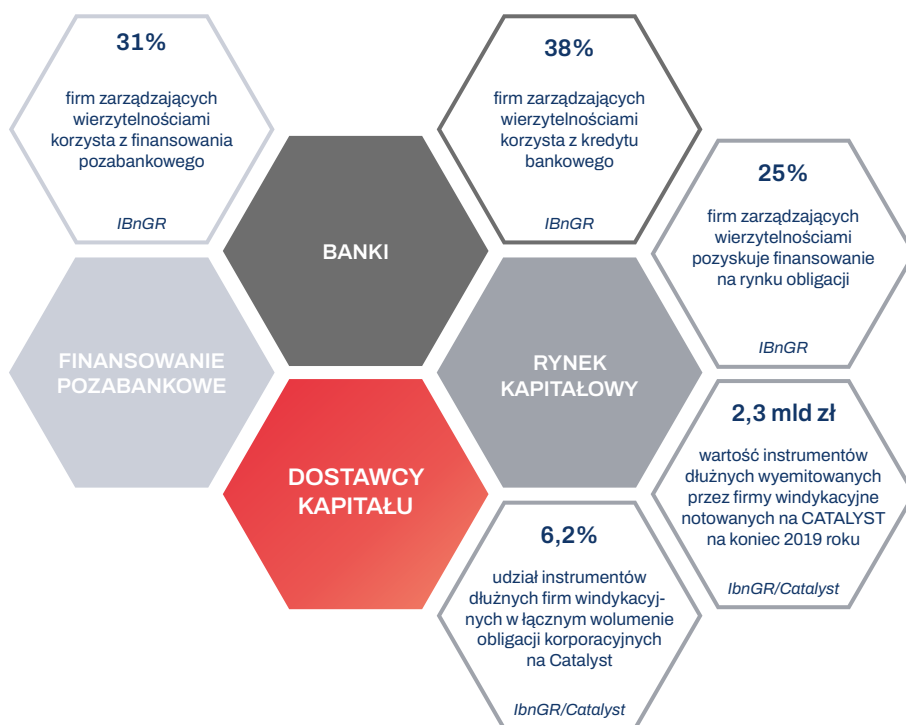 31%
firm zarządzających
wierzytelnościami
korzysta z finansowania
pozabankowego
IBnGR
38%
firm zarządzających
wierzytelnościami
korzysta z kredytu
bankowego
IBnGR
BANKI
25%
firm zarządzających
wierzytelnościami
pozyskuje finansowanie
na rynku obligacji
IBnGR
FINANSOWANIE
POZABANKOWE
RYNEK
KAPITAŁOWY
2,3 mld zł
wartość instrumentów
dłużnych wyemitowanych
przez firmy windykacyjne
notowanych na CATALYST
na koniec 2019 roku
IbnGR/Catalyst
DOSTAWCY
KAPITAŁU
6,2%
udział instrumentów
dłużnych firm windykacyj-
nych w łącznym wolumenie
obligacji korporacyjnych
na Catalyst
IbnGR/Catalyst